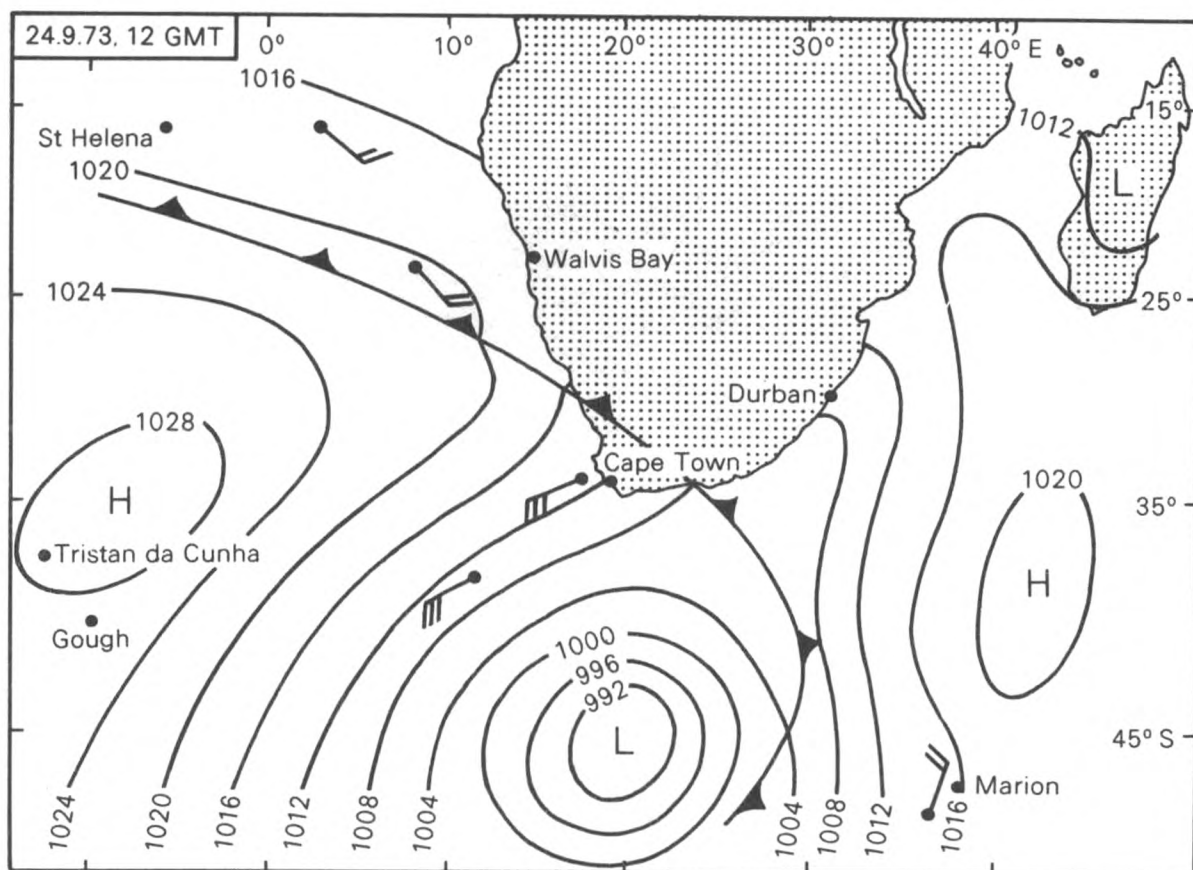 24.9.73, 12 GMT
0°
10°
20°
30°
40° E
1016
St Helena
1012
15°
1020
L
Walvis Bay
1024
25°
Durban
1028
Cape Town
1020
H
35°
Tristan da Cunha
H
Gough
1000
996
992
L
45° S
Marion
1024
1020
1016
1012
1008
1004
1004
1008
1012
1016